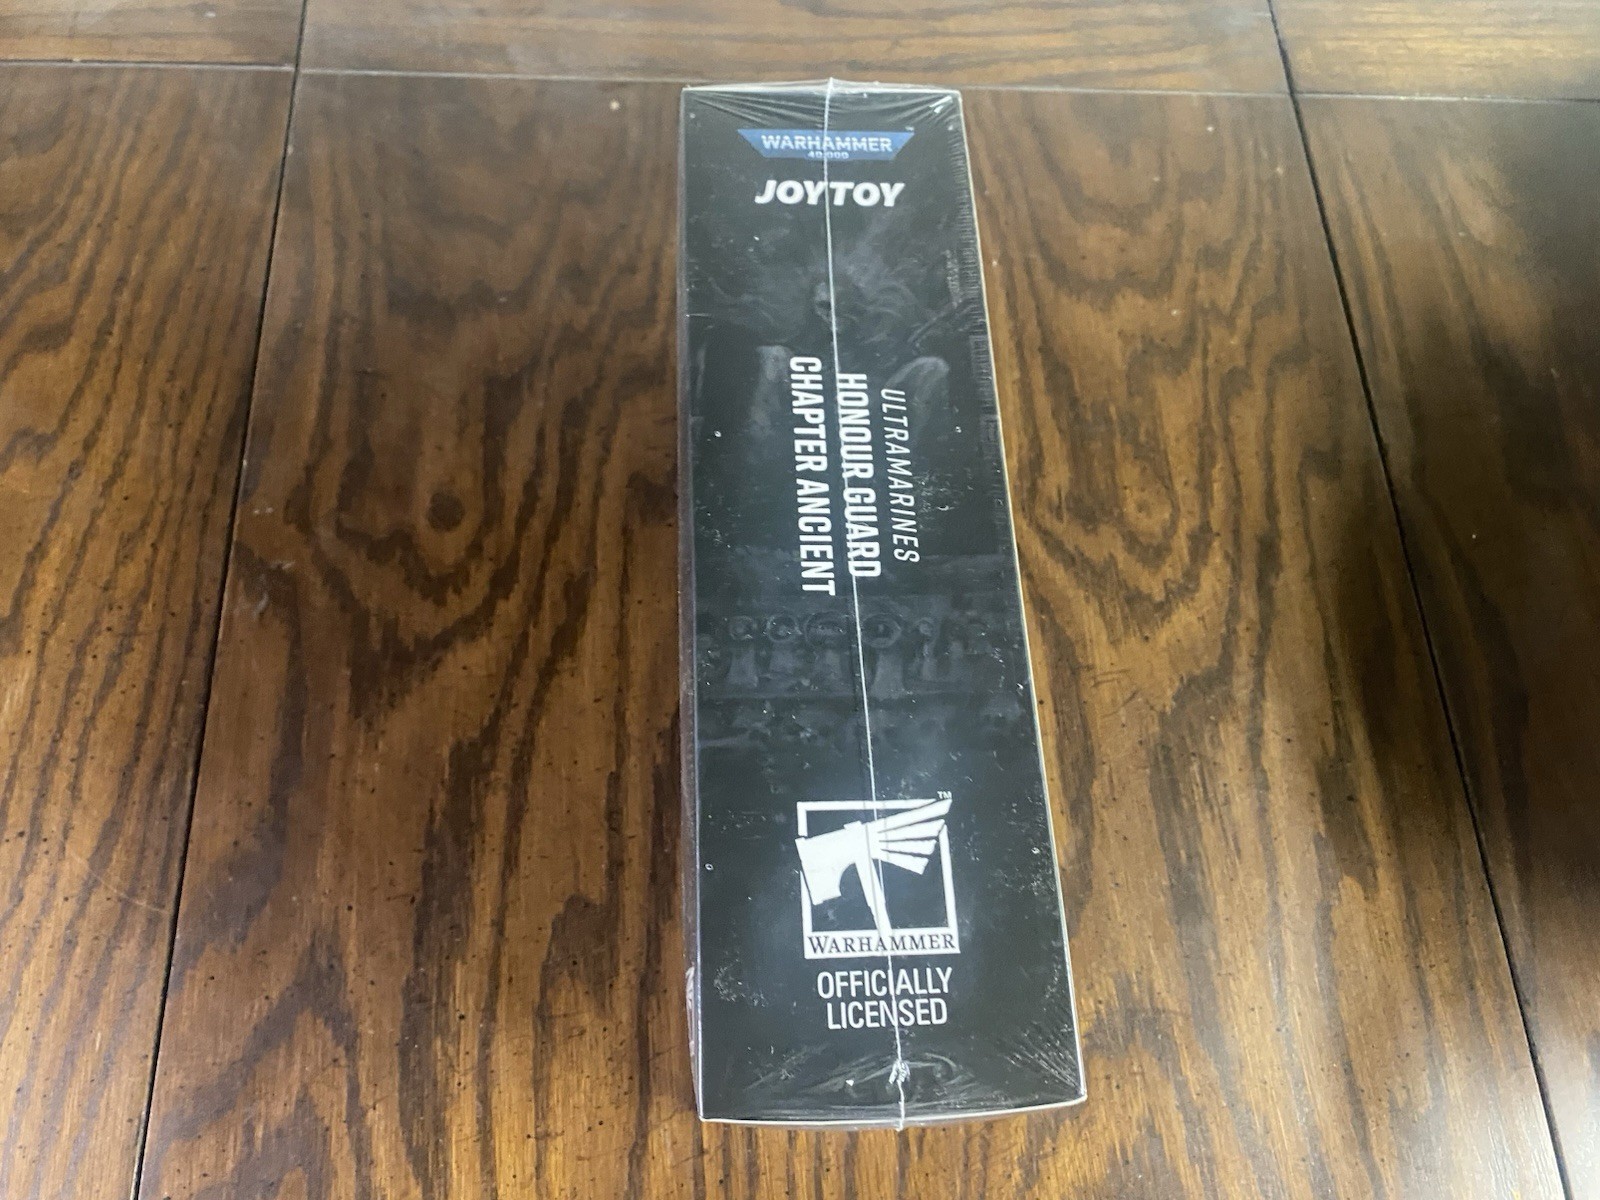 WARHAMMER
40,000
JOYTOY
ULTRAMARINES
HONOUR GUARD
CHAPTER ANCIENT
TM
WARHAMMER
OFFICIALLY
LICENSED